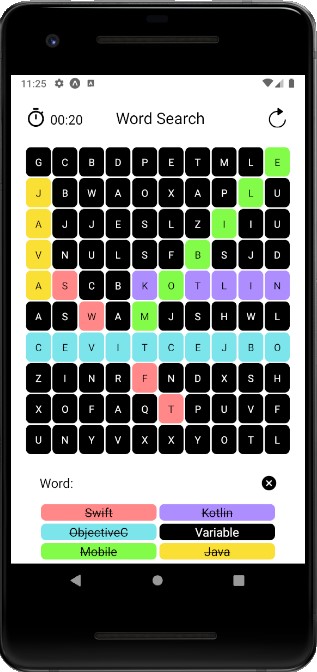 11:25
00:20 Word Search
G C B D P E T M L E
J B W A O X A P L U
A J J E S L Z I I U
V N U L S F B S J D
A S C B K O T L I N
A S W A M J S H W L
C E V I T C E J B O
Z I N R F N D X S H
X O F A Q T P U V F
U N Y V X X Y O T L
Word:
Swift Kotlin
ObjectiveC Variable
Mobile Java